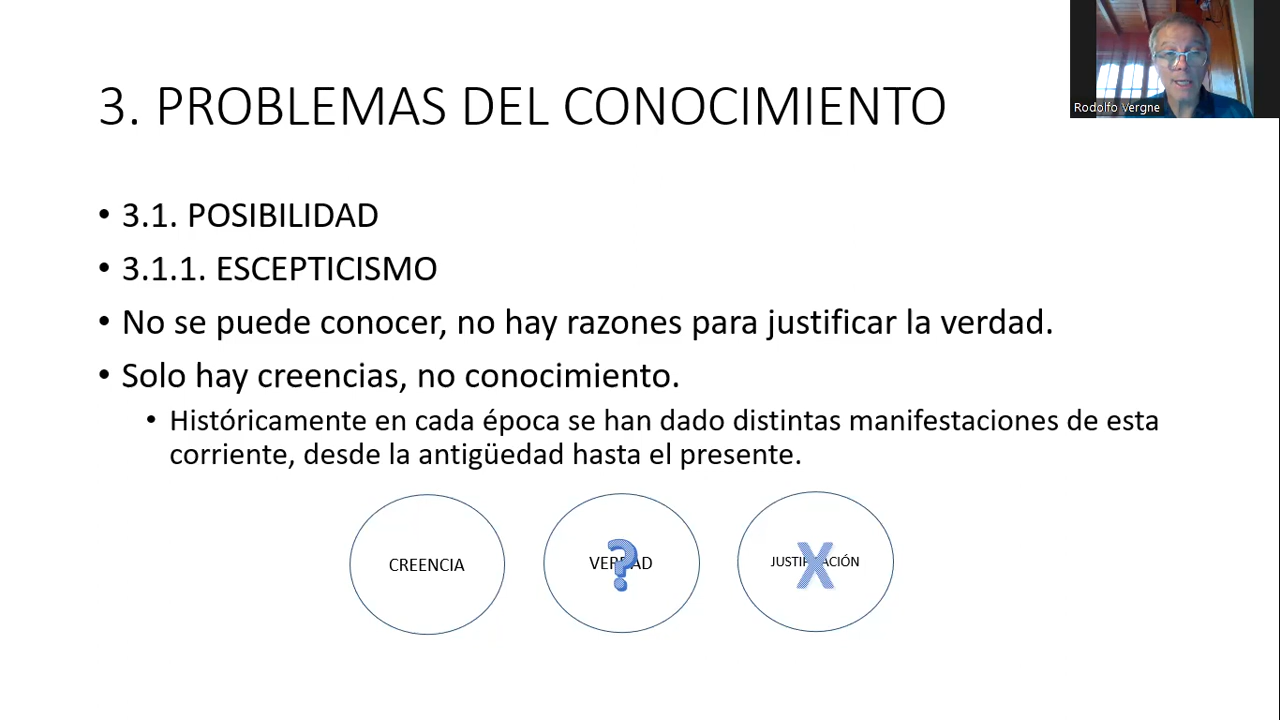 3. PROBLEMAS DEL CONOCIMIENTO
Rodolfo Vergne
• 3.1. POSIBILIDAD
• 3.1.1. ESCEPTICISMO
• No se puede conocer, no hay razones para justificar la verdad.
• Solo hay creencias, no conocimiento.
• Históricamente en cada época se han dado distintas manifestaciones de esta
corriente, desde la antigüedad hasta el presente.
CREENCIA
VERDAD
?
JUSTIFICACIÓN
X